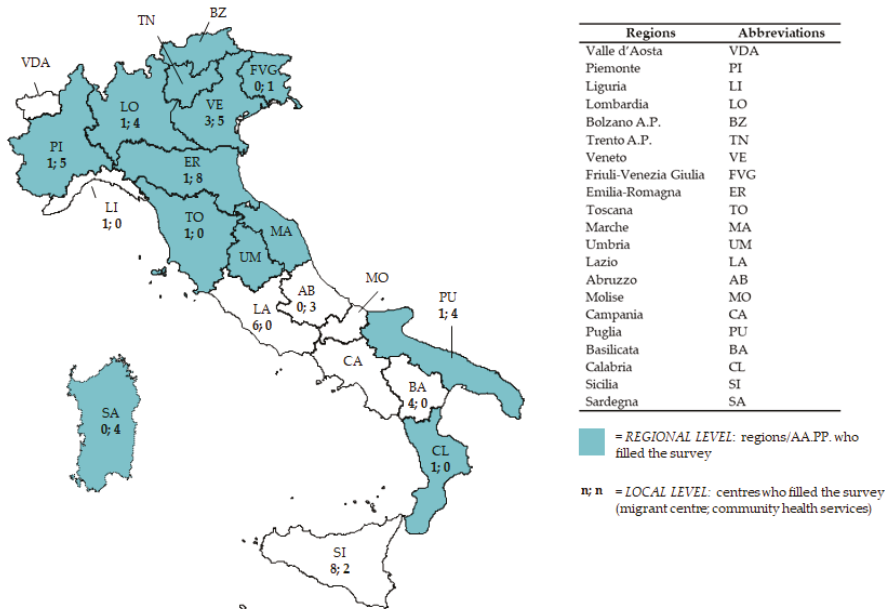 BZ
TN
VDA
FVG
0; 1
LO
1; 4
VE
3; 5
PI
1; 5
ER
1; 8
LI
1; 0
TO
1; 0
MA
UM
AB
0; 3
MO
LA
6; 0
PU
1; 4
CA
BA
4; 0
SA
0; 4
CL
1; 0
SI
8; 2
Regions Abbreviations
Valle d'Aosta VDA
Piemonte PI
Liguria LI
Lombardia LO
Bolzano A.P. BZ
Trento A.P. TN
Veneto VE
Friuli-Venezia Giulia FVG
Emilia-Romagna ER
Toscana TO
Marche MA
Umbria UM
Lazio LA
Abruzzo AB
Molise MO
Campania CA
Puglia PU
Basilicata BA
Calabria CL
Sicilia SI
Sardegna SA
= REGIONAL LEVEL: regions/AA.PP. who
filled the survey
n; n = LOCAL LEVEL: centres who filled the survey
(migrant centre; community health services)